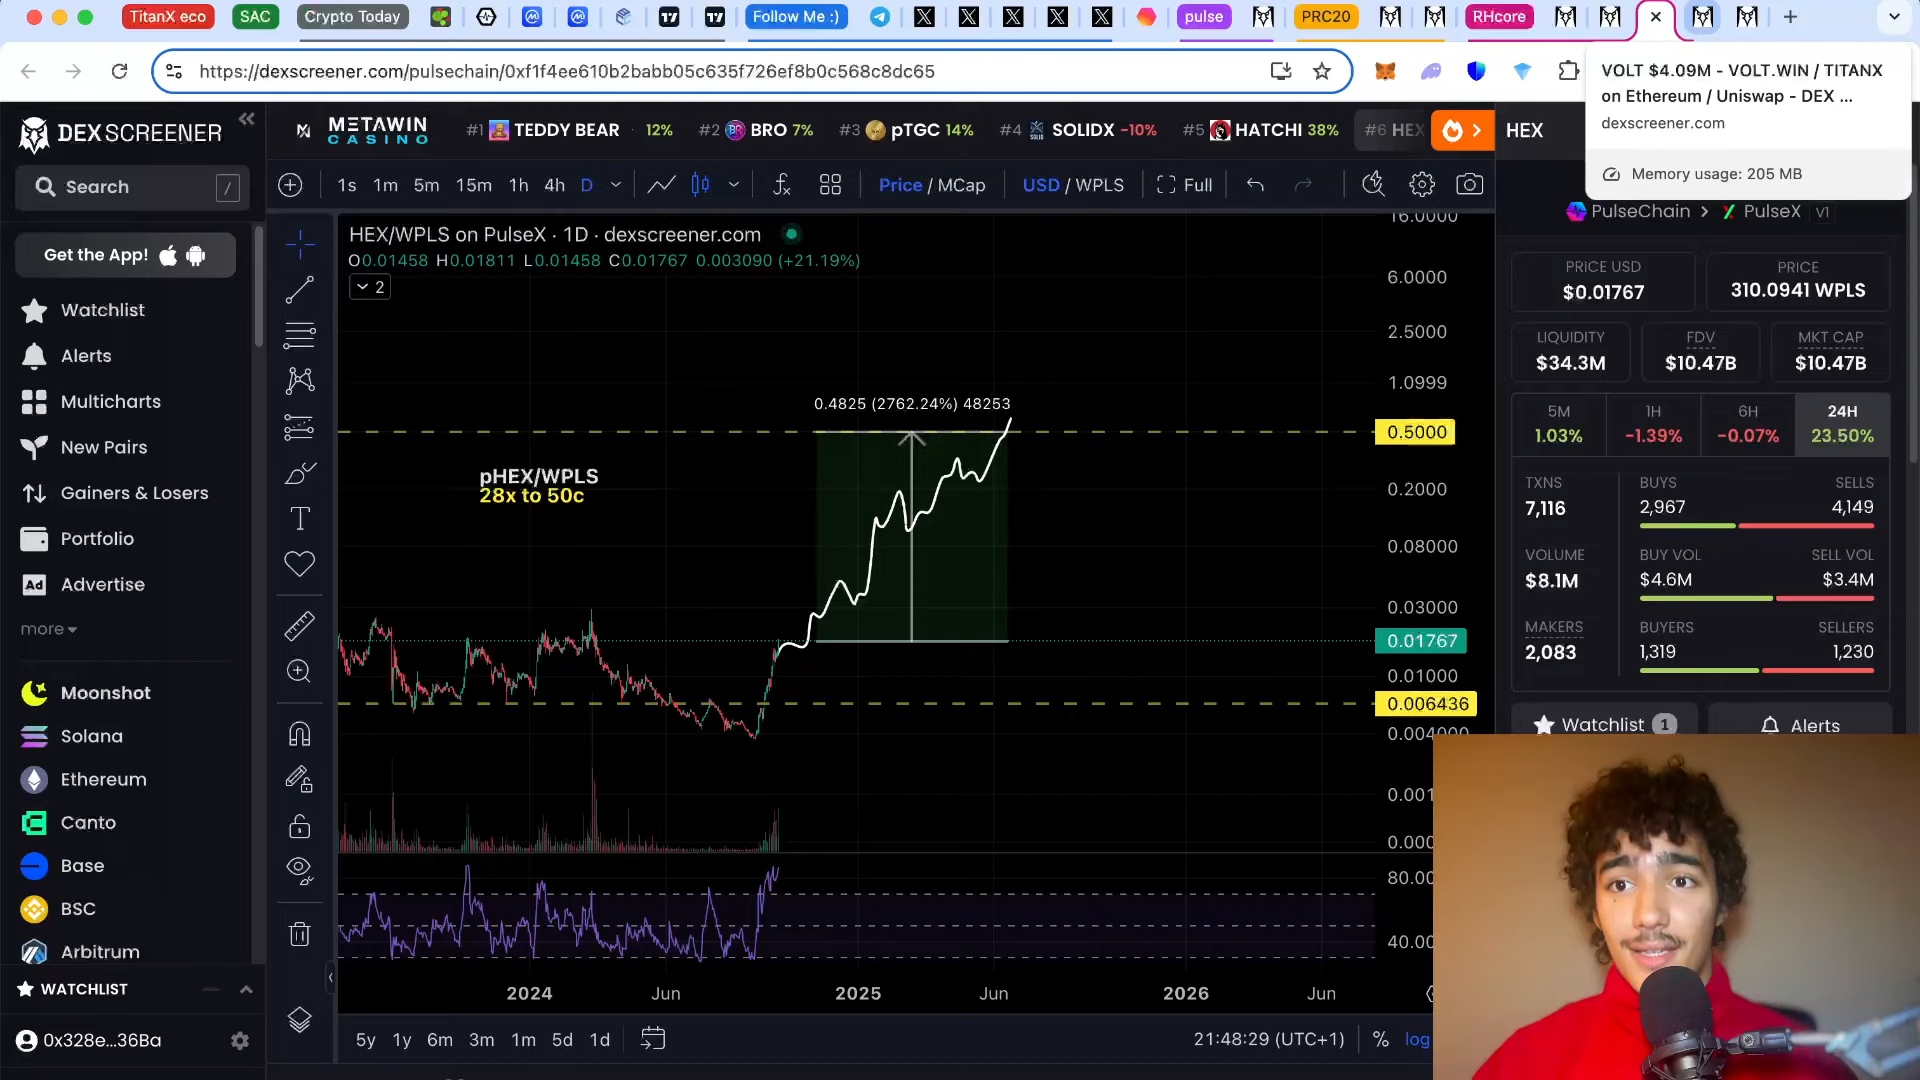 TitanX eco
SAC
Crypto Today
Follow Me :)
pulse
PRC20
RHcore
https://dexscreener.com/pulsechain/0xf1f4ee610b2babb05c635f726ef8b0c568c8dc65
VOLT $4.09M - VOLT.WIN / TITANX
on Ethereum / Uniswap - DEX ...
dexscreener.com
Memory usage: 205 MB
DEX SCREENER
METAWIN
CASINO
#1 TEDDY BEAR 12%
#2 BRO 7%
#3 pTGC 14%
#4 SOLIDX -10%
#5 HATCHI 38%
#6 HEX
HEX
Search /
1s 1m 5m 15m 1h 4h D
Price / MCap
USD / WPLS
Full
PulseChain > PulseX V1
Get the App!
Watchlist
Alerts
Multicharts
New Pairs
Gainers & Losers
Portfolio
Ad Advertise
more
Moonshot
Solana
Ethereum
Canto
Base
BSC
Arbitrum
WATCHLIST
0x328e...36Ba
HEX/WPLS on PulseX · 1D · dexscreener.com
O0.01458 H0.01811 L0.01458 C0.01767 0.003090 (+21.19%)
2
0.4825 (2762.24%) 48253
pHEX/WPLS
28x to 50c
16.0000
6.0000
2.5000
1.0999
0.5000
0.2000
0.08000
0.03000
0.01767
0.01000
0.006436
0.004000
0.001
0.000
80.00
40.00
2024 Jun 2025 Jun 2026 Jun
5y 1y 6m 3m 1m 5d 1d
21:48:29 (UTC+1) % log
PRICE USD
$0.01767
PRICE
310.0941 WPLS
LIQUIDITY
$34.3M
FDV
$10.47B
MKT CAP
$10.47B
5M
1.03%
1H
-1.39%
6H
-0.07%
24H
23.50%
TXNS
7,116
BUYS
2,967
SELLS
4,149
VOLUME
$8.1M
BUY VOL
$4.6M
SELL VOL
$3.4M
MAKERS
2,083
BUYERS
1,319
SELLERS
1,230
Watchlist 1
Alerts